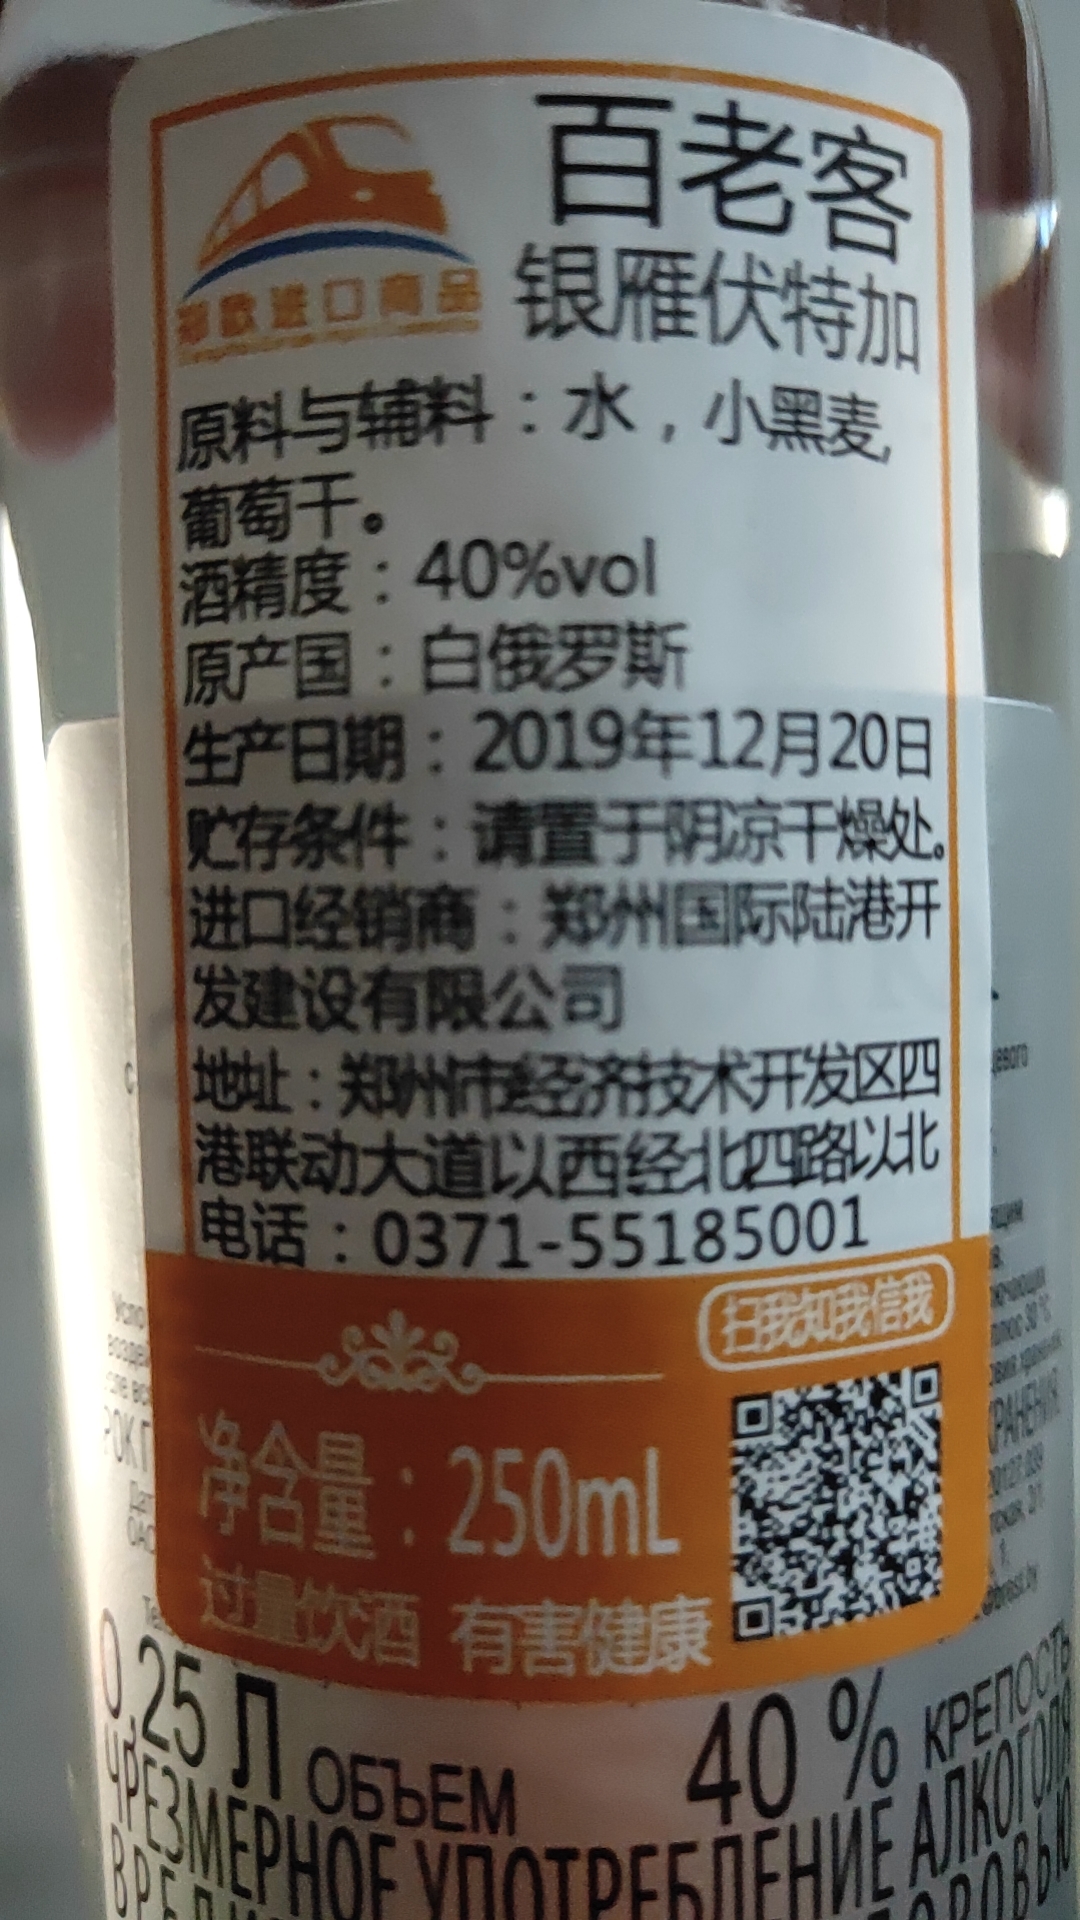 百老客
银雁伏特加
郑欧进口商品
原料与辅料：水，小黑麦,
葡萄干。
酒精度：40%vol
原产国：白俄罗斯
生产日期：2019年12月20日
贮存条件：请置于阴凉干燥处。
进口经销商：郑州国际陆港开
发建设有限公司
地址：郑州市经济技术开发区四
港联动大道以西经北四路以北
电话：0371-55185001
扫我知我信我
净含量：250mL
过量饮酒 有害健康
0,25 Л ОБЪЕМ 40 % КРЕПОСТЬ
ЧРЕЗМЕРНОЕ УПОТРЕБЛЕНИЕ АЛКОГОЛЯ